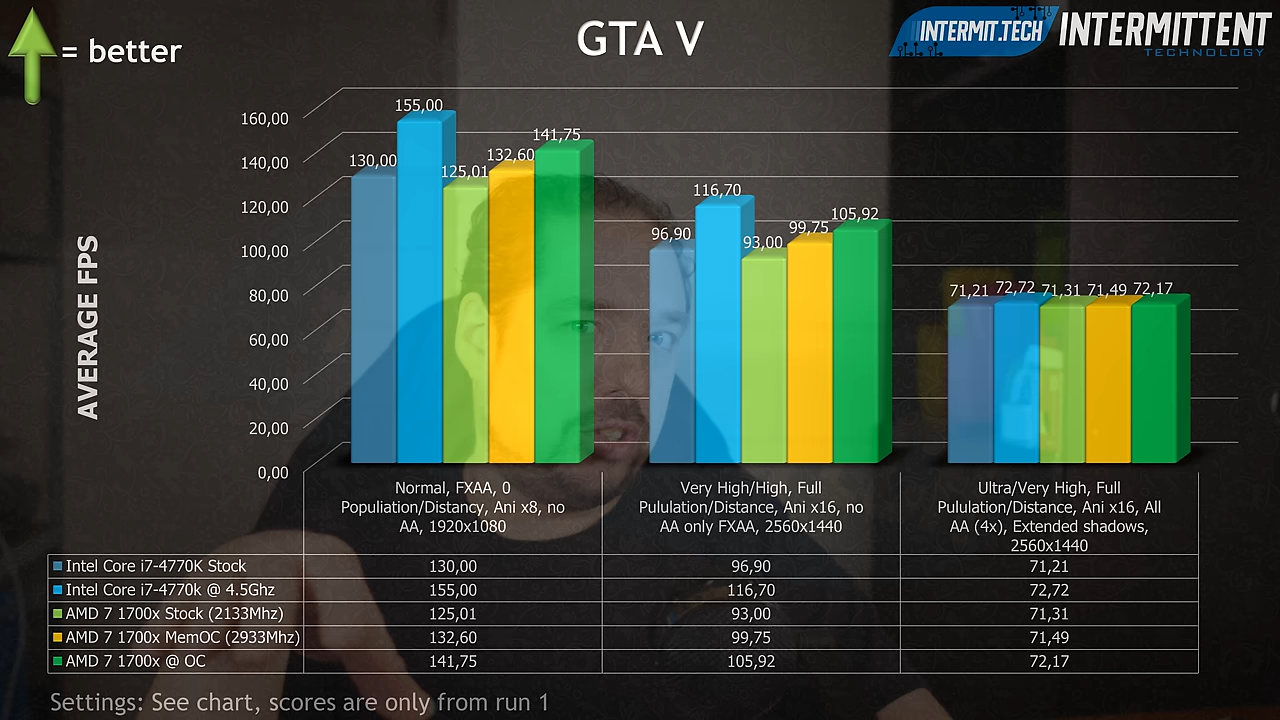 = better
GTA V
INTERMIT.TECH
INTERMITTENT
TECHNOLOGY
AVERAGE FPS
160,00
140,00
120,00
100,00
80,00
60,00
40,00
20,00
0,00
130,00
155,00
125,01
132,60
141,75
96,90
116,70
93,00
99,75
105,92
71,21
72,72
71,31
71,49
72,17
Normal, FXAA, 0
Populiation/Distancy, Ani x8, no
AA, 1920x1080
Very High/High, Full
Pululation/Distance, Ani x16, no
AA only FXAA, 2560x1440
Ultra/Very High, Full
Pululation/Distance, Ani x16, All
AA (4x), Extended shadows,
2560x1440
Intel Core i7-4770K Stock 130,00 96,90 71,21
Intel Core i7-4770k @ 4.5Ghz 155,00 116,70 72,72
AMD 7 1700x Stock (2133Mhz) 125,01 93,00 71,31
AMD 7 1700x MemOC (2933Mhz) 132,60 99,75 71,49
AMD 7 1700x @ OC 141,75 105,92 72,17
Settings: See chart, scores are only from run 1